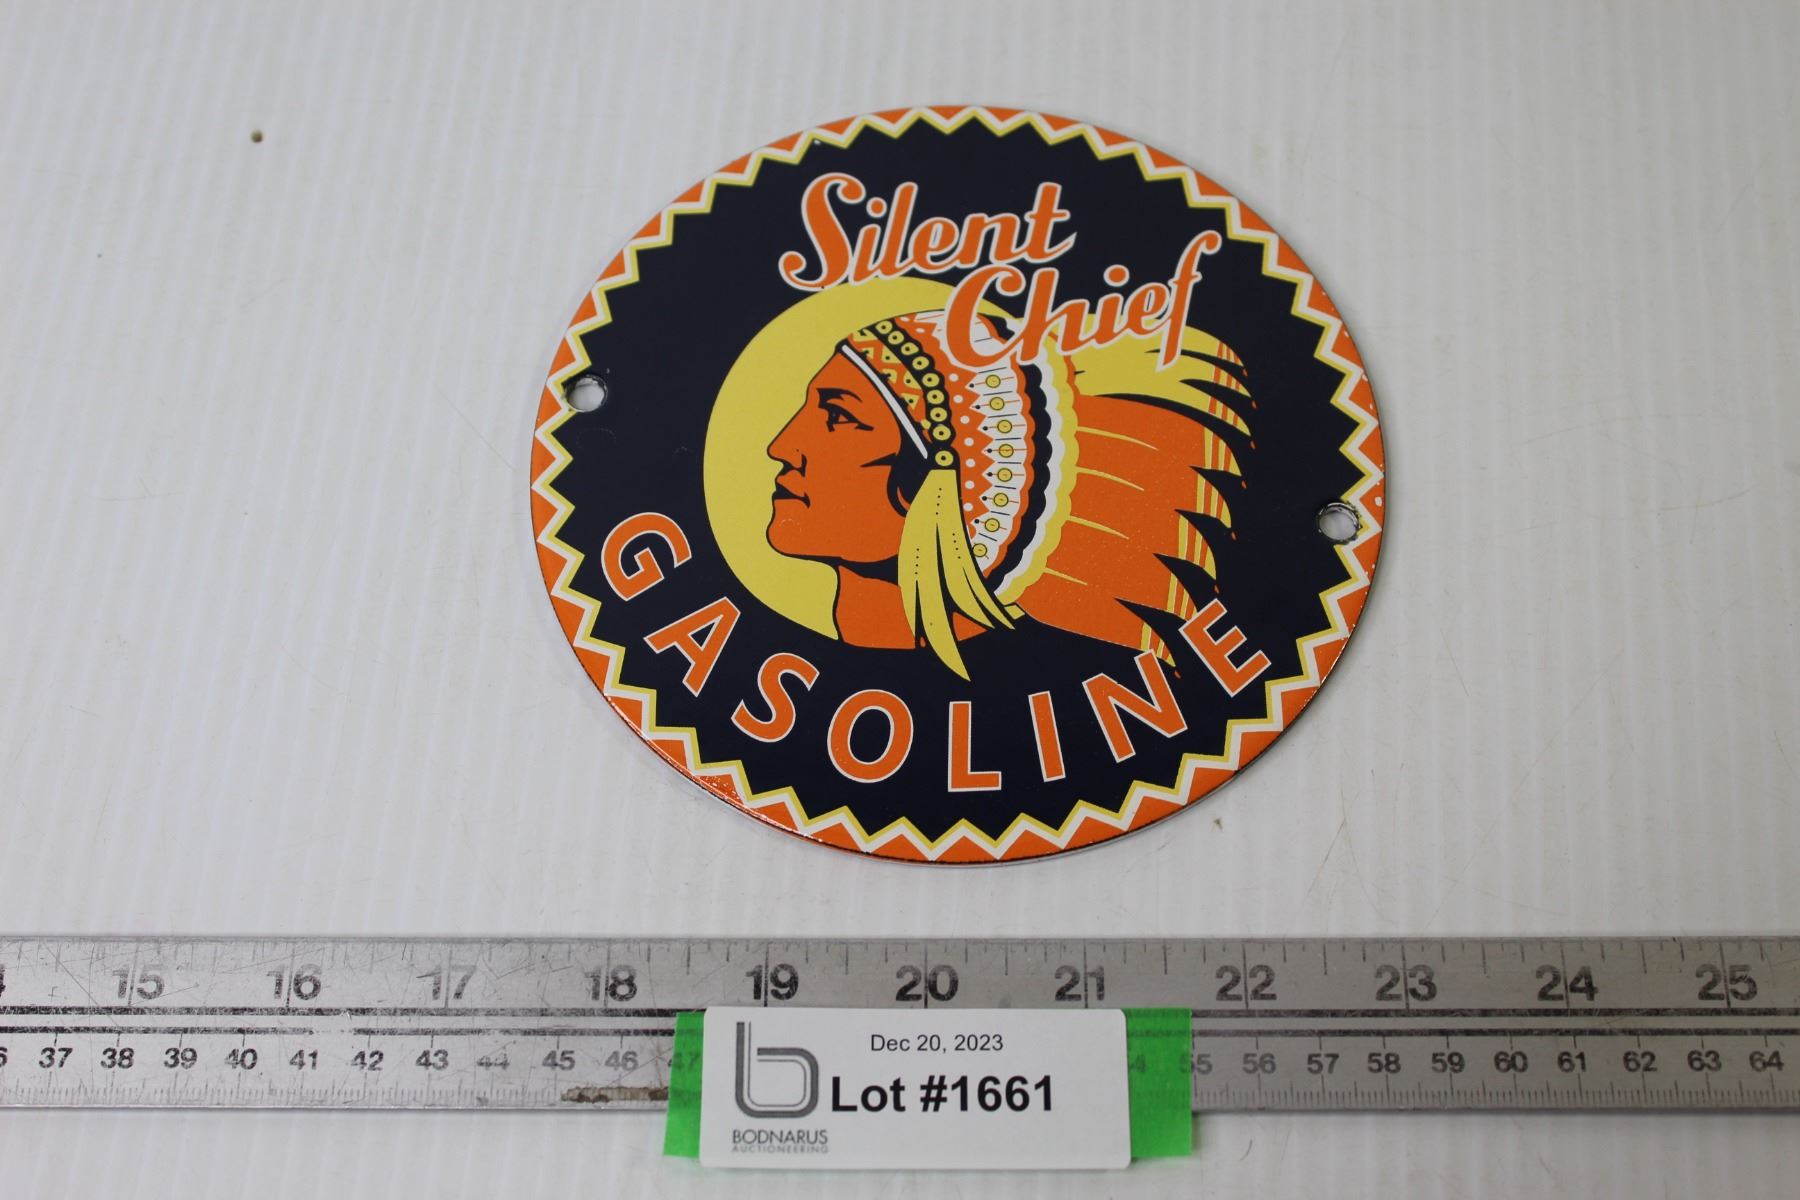 Silent
Chief
GASOLINE
15 16 17 18 19 20 21 22 23 24 25
37 38 39 40 41 42 43 44 45 46 47 55 56 57 58 59 60 61 62 63 64
Dec 20, 2023
Lot #1661
BODNARUS
AUCTIONEERING